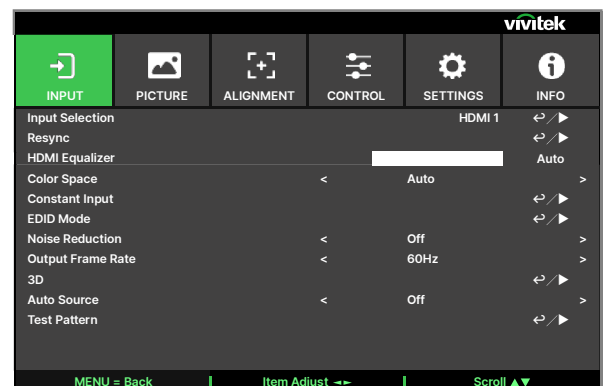 vivitek
INPUT PICTURE ALIGNMENT CONTROL SETTINGS INFO
Input Selection HDMI 1 ↩/▶
Resync ↩/▶
HDMI Equalizer Auto
Color Space < Auto >
Constant Input ↩/▶
EDID Mode ↩/▶
Noise Reduction < Off >
Output Frame Rate < 60Hz >
3D ↩/▶
Auto Source < Off >
Test Pattern ↩/▶
MENU = Back | Item Adjust ◄► | Scroll ▲▼